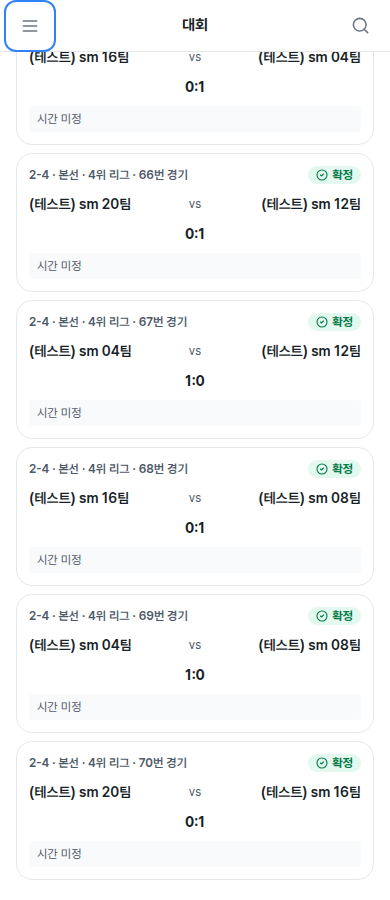 대회
(테스트) sm 16팀 vs (테스트) sm 04팀
0:1
시간 미정
2-4 · 본선 · 4위 리그 · 66번 경기 확정
(테스트) sm 20팀 vs (테스트) sm 12팀
0:1
시간 미정
2-4 · 본선 · 4위 리그 · 67번 경기 확정
(테스트) sm 04팀 vs (테스트) sm 12팀
1:0
시간 미정
2-4 · 본선 · 4위 리그 · 68번 경기 확정
(테스트) sm 16팀 vs (테스트) sm 08팀
0:1
시간 미정
2-4 · 본선 · 4위 리그 · 69번 경기 확정
(테스트) sm 04팀 vs (테스트) sm 08팀
1:0
시간 미정
2-4 · 본선 · 4위 리그 · 70번 경기 확정
(테스트) sm 20팀 vs (테스트) sm 16팀
0:1
시간 미정